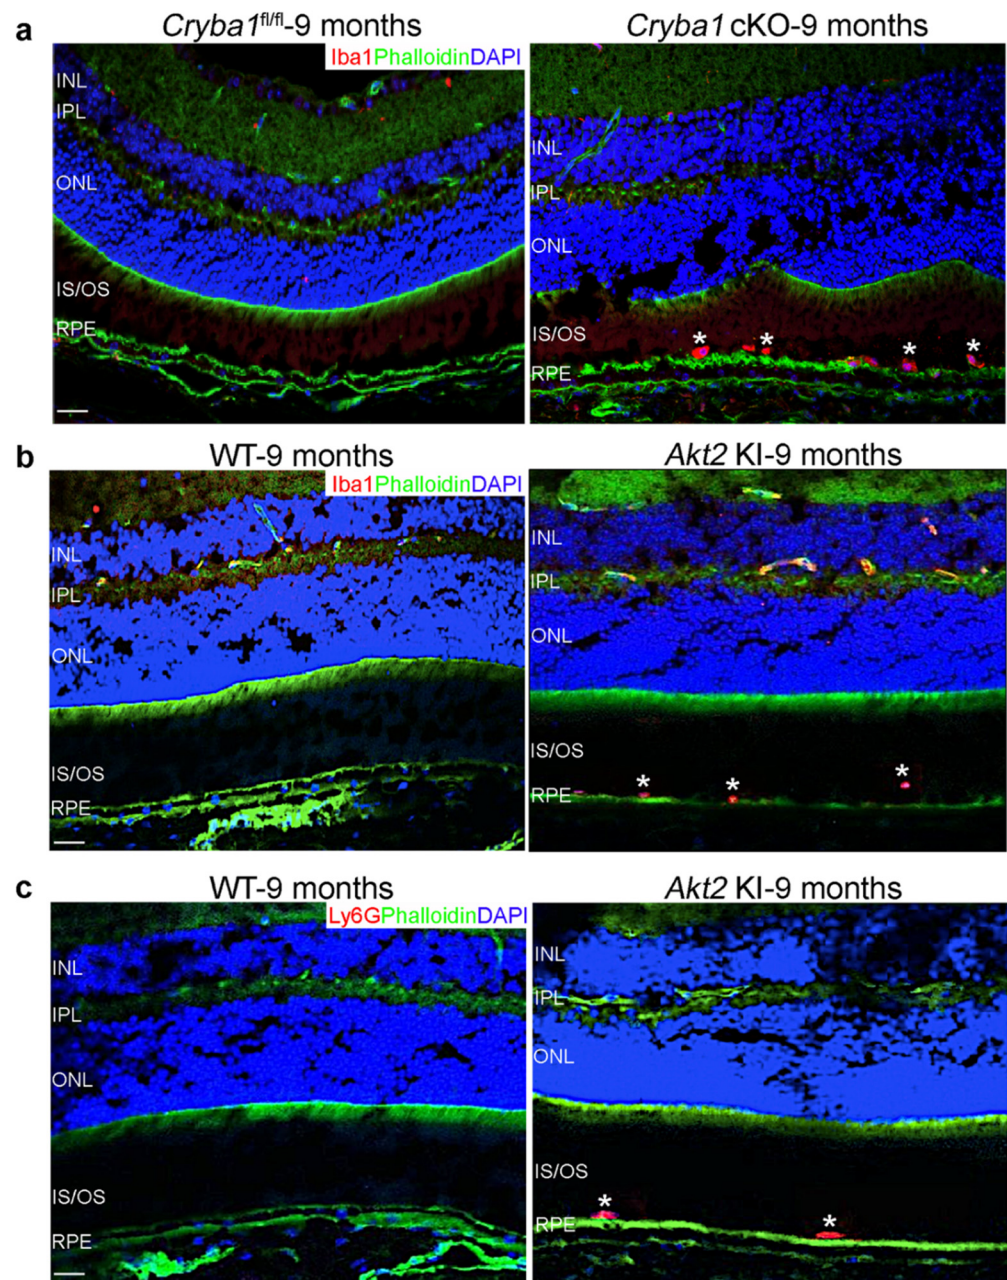 a
Cryba1fl/fl-9 months
Cryba1 cKO-9 months
Iba1PhalloidinDAPI
INL
IPL
ONL
IS/OS
RPE
INL
IPL
ONL
IS/OS
*
*
*
*
RPE
b
WT-9 months
Akt2 KI-9 months
Iba1PhalloidinDAPI
INL
IPL
ONL
IS/OS
RPE
INL
IPL
ONL
IS/OS
*
*
*
RPE
c
WT-9 months
Akt2 KI-9 months
Ly6GPhalloidinDAPI
INL
IPL
ONL
IS/OS
RPE
INL
IPL
ONL
IS/OS
*
*
RPE